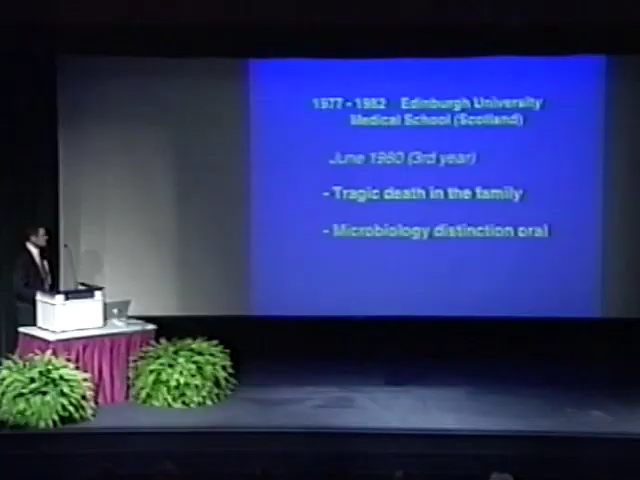 1977 - 1982 Edinburgh University
Medical School (Scotland)
June 1980 (3rd year)
- Tragic death in the family
- Microbiology distinction oral